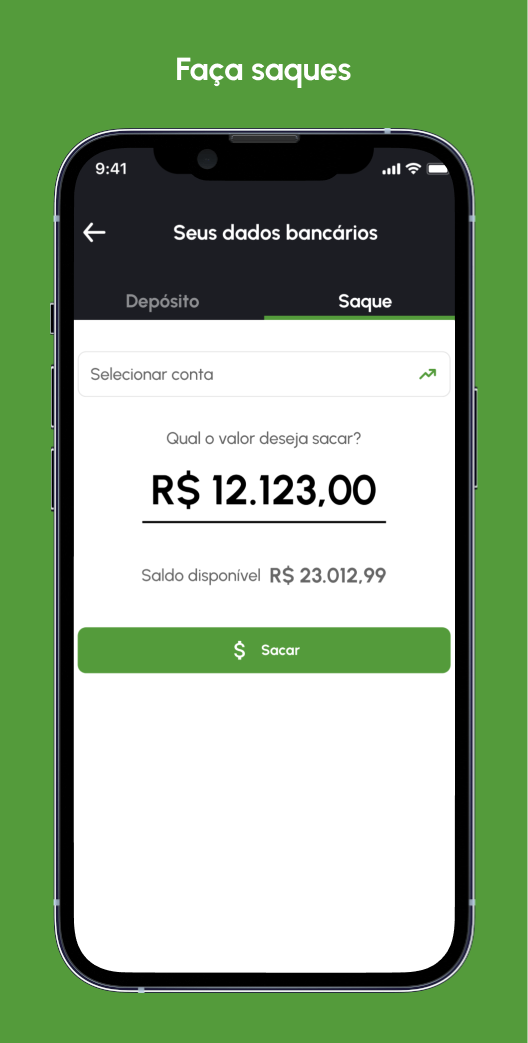 Faça saques
9:41
Seus dados bancários
Depósito
Saque
Selecionar conta
Qual o valor deseja sacar?
R$ 12.123,00
Saldo disponível R$ 23.012,99
$ Sacar